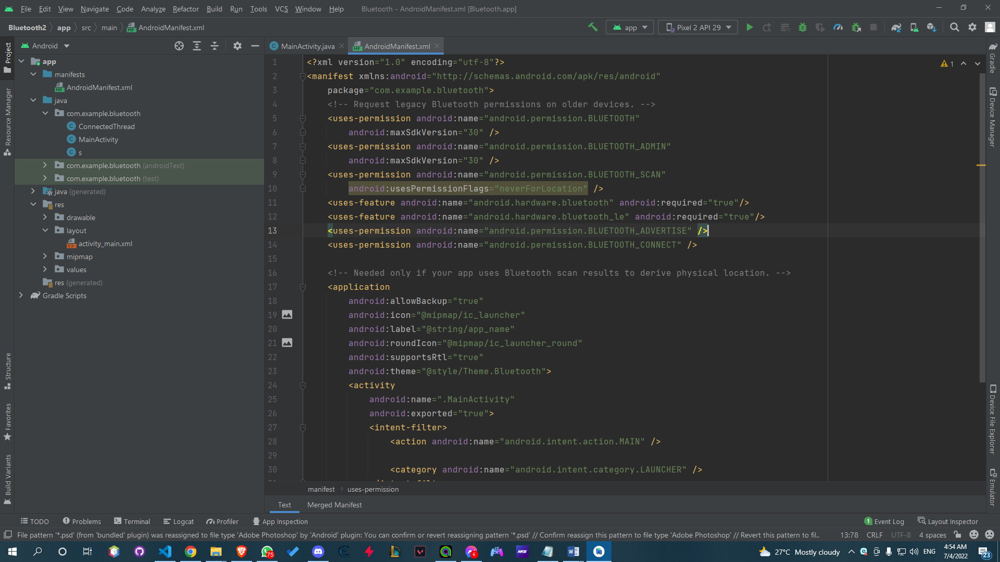 File Edit View Navigate Code Analyze Refactor Build Run Tools VCS Window Help Bluetooth - AndroidManifest.xml [Bluetooth.app]
Bluetooth2 app src main AndroidManifest.xml app Pixel 2 API 29
Android
MainActivity.java AndroidManifest.xml
Project
Resource Manager
Structure
Favorites
Build Variants
app
manifests
AndroidManifest.xml
java
com.example.bluetooth
ConnectedThread
MainActivity
s
com.example.bluetooth (androidTest)
com.example.bluetooth (test)
java (generated)
res
drawable
layout
activity_main.xml
mipmap
values
res (generated)
Gradle Scripts
1 <?xml version="1.0" encoding="utf-8"?>
2 <manifest xmlns:android="http://schemas.android.com/apk/res/android"
3 package="com.example.bluetooth">
4 <!-- Request legacy Bluetooth permissions on older devices. -->
5 <uses-permission android:name="android.permission.BLUETOOTH"
6 android:maxSdkVersion="30" />
7 <uses-permission android:name="android.permission.BLUETOOTH_ADMIN"
8 android:maxSdkVersion="30" />
9 <uses-permission android:name="android.permission.BLUETOOTH_SCAN"
10 android:usesPermissionFlags="neverForLocation" />
11 <uses-feature android:name="android.hardware.bluetooth" android:required="true"/>
12 <uses-feature android:name="android.hardware.bluetooth_le" android:required="true"/>
13 <uses-permission android:name="android.permission.BLUETOOTH_ADVERTISE" />
14 <uses-permission android:name="android.permission.BLUETOOTH_CONNECT" />
15
16 <!-- Needed only if your app uses Bluetooth scan results to derive physical location. -->
17 <application
18 android:allowBackup="true"
19 android:icon="@mipmap/ic_launcher"
20 android:label="@string/app_name"
21 android:roundIcon="@mipmap/ic_launcher_round"
22 android:supportsRtl="true"
23 android:theme="@style/Theme.Bluetooth">
24 <activity
25 android:name=".MainActivity"
26 android:exported="true">
27 <intent-filter>
28 <action android:name="android.intent.action.MAIN" />
29
30 <category android:name="android.intent.category.LAUNCHER" />
1
Gradle
Device Manager
Device File Explorer
Emulator
manifest uses-permission
Text Merged Manifest
TODO Problems Terminal Logcat Profiler App Inspection 1 Event Log Layout Inspector
File pattern '*.psd' (from 'bundled' plugin) was reassigned to file type 'Adobe Photoshop' by 'Android' plugin: You can confirm or revert reassigning pattern '*.psd' // Confirm reassign this pattern to file type 'Adobe Photoshop' // Revert this pattern to fil.. 13:78 CRLF UTF-8 4 spaces
75 6 27°C Mostly cloudy ENG 4:54 AM
7/4/2022 23